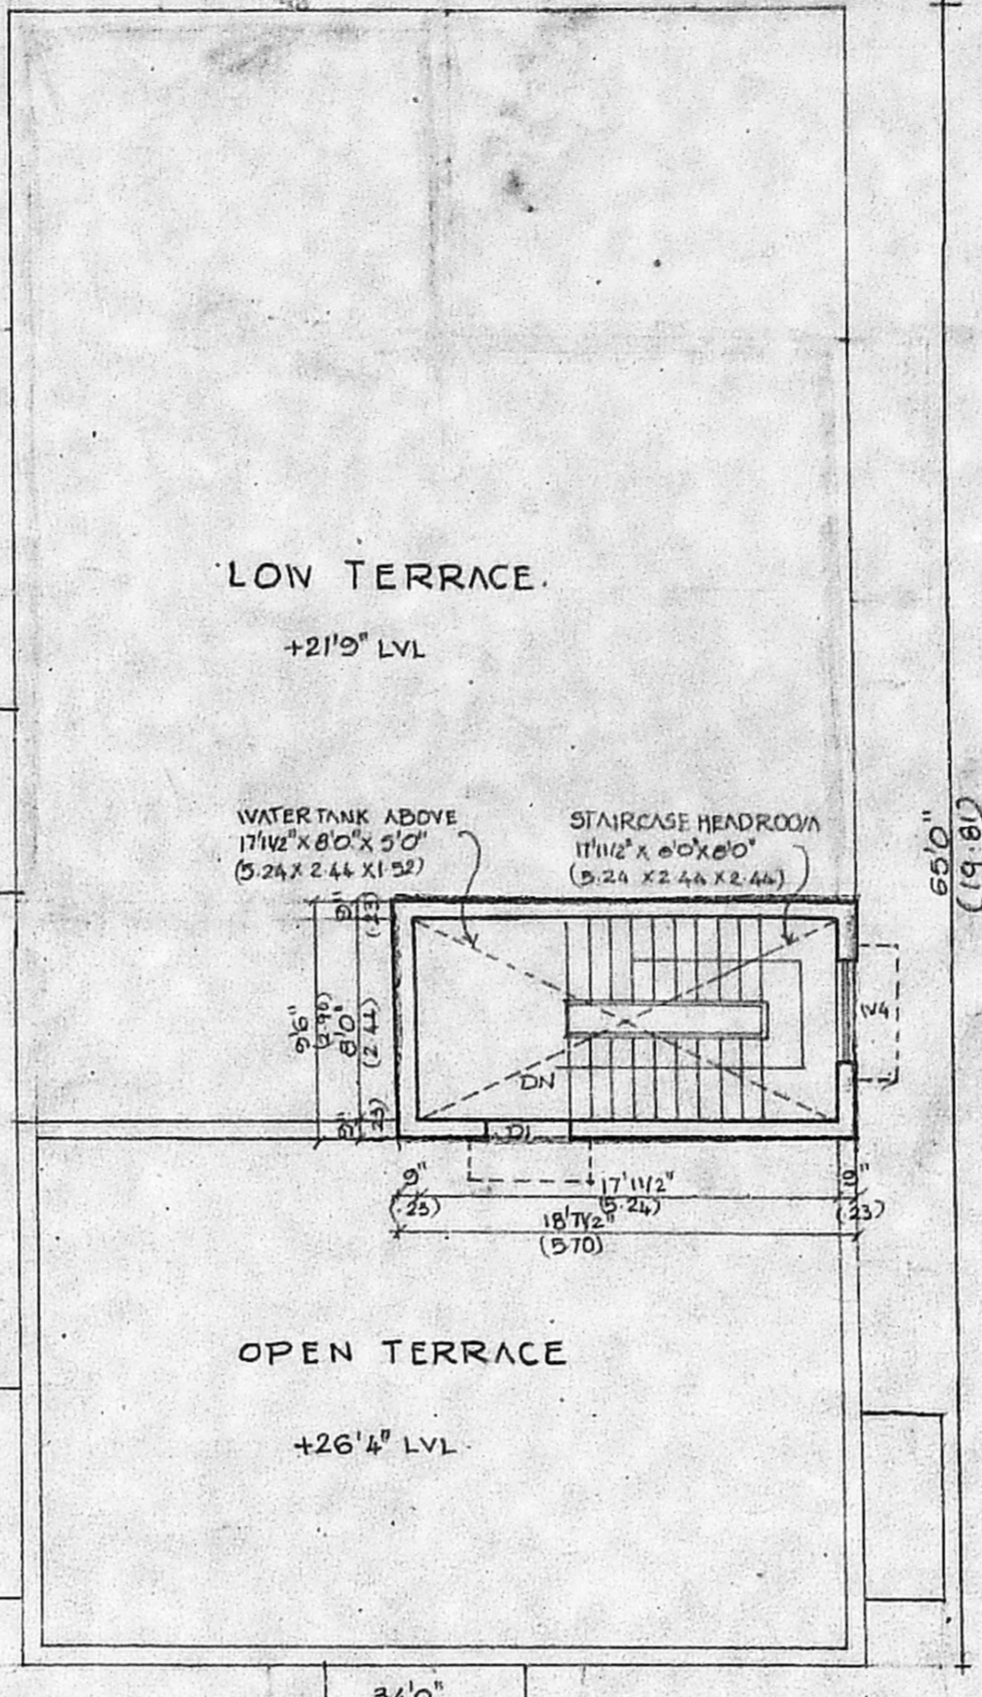 LOW TERRACE.
+21'9" LVL
WATER TANK ABOVE
17'11/2" X 8'0" X 5'0"
(5.24 X 2.44 X 1.52)
STAIRCASE HEADROOM
17'11/2" X 8'0" X 8'0"
(5.24 X 2.44 X 2.44)
65'0"
(19.81)
9"
(.23)
9'6"
(2.90)
8'0"
(2.44)
9"
(.23)
DN
D1
9"
(.23)
17'11/2"
(5.24)
9"
(.23)
18'71/2"
(5.70)
OPEN TERRACE
+26'4" LVL